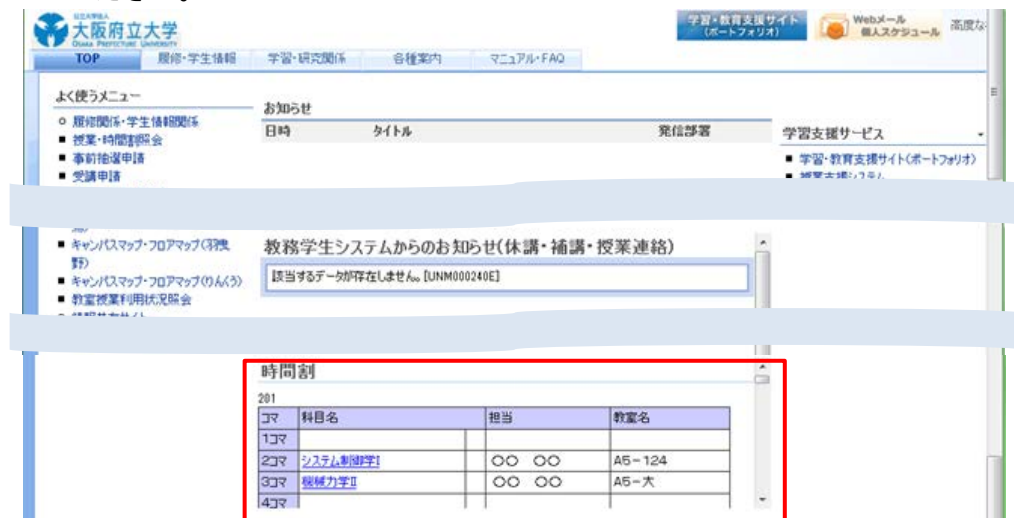 公立大学法人
大阪府立大学
OSAKA PREFECTURE UNIVERSITY
学習・教育支援サイト
(ポートフォリオ)
Webメール
個人スケジュール
高度な
TOP 履修・学生情報 学習・研究関係 各種案内 マニュアル・FAQ
よく使うメニュー
履修関係・学生情報関係
授業・時間割照会
事前抽選申請
受講申請
お知らせ
日時 タイトル 発信部署
学習支援サービス
学習・教育支援サイト(ポートフォリオ)
授業支援システム
キャンパスマップ・フロアマップ(羽曳
野)
キャンパスマップ・フロアマップ(りんくう)
教室授業利用状況照会
教務学生システムからのお知らせ(休講・補講・授業連絡)
該当するデータが存在しません。[UNM000240E]
時間割
201
コマ 科目名 担当 教室名
1コマ
2コマ システム制御学I ○○ ○○ A5-124
3コマ 機械力学II ○○ ○○ A5-大
4コマ